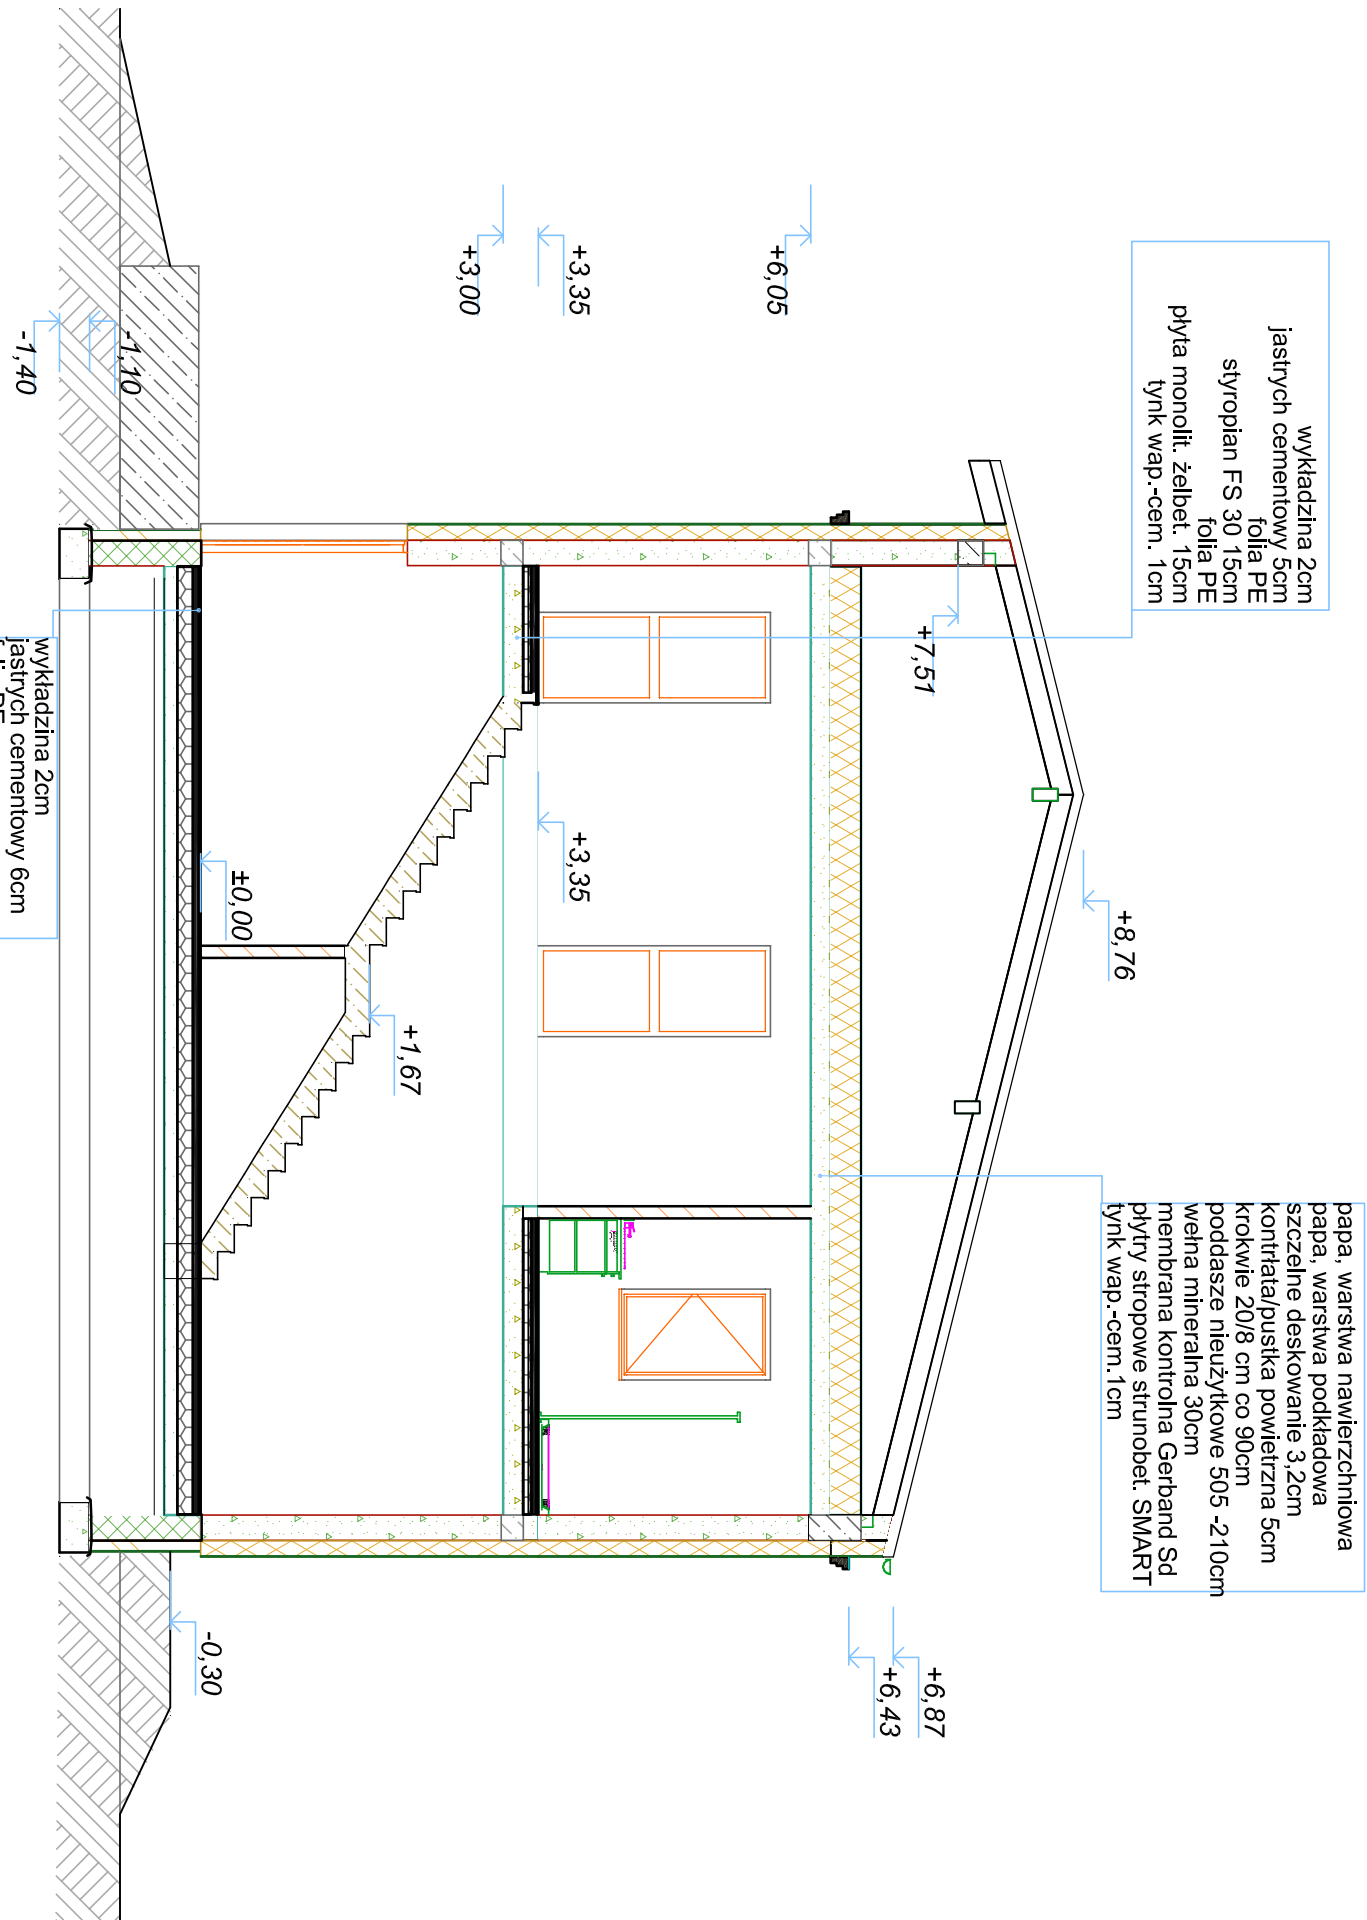 wykładzina 2cm
jastrych cementowy 5cm
folia PE
styropian FS 30 15cm
folia PE
płyta monolit. żelbet. 15cm
tynk wap.-cem. 1cm
papa, warstwa nawierzchniowa
papa, warstwa podkładowa
szczelne deskowanie 3,2cm
kontrłata/pustka powietrzna 5cm
krokwie 20/8 cm co 90cm
poddasze nieużytkowe 505 -210cm
wełna mineralna 30cm
membrana kontrolna Gerband Sd
płytry stropowe strunobet. SMART
tynk wap.-cem.1cm
+8,76
+7,51
+6,87
+6,43
+6,05
+3,35
+3,00
+3,35
+1,67
±0,00
-0,30
-1,10
-1,40
wykładzina 2cm
jastrych cementowy 6cm